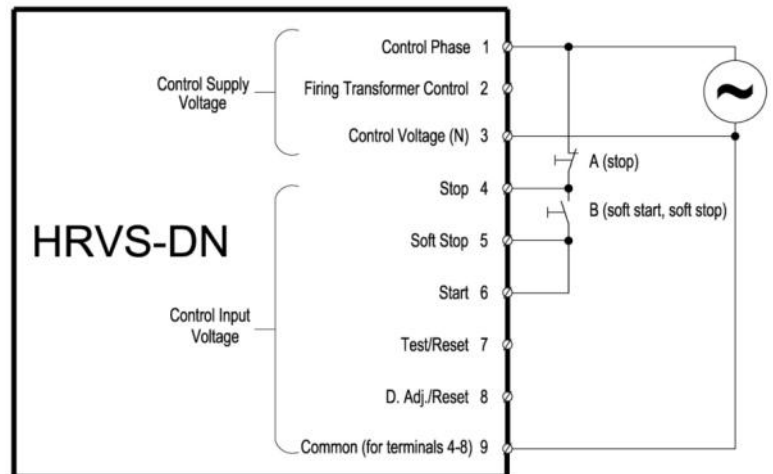 Control Phase 1
Control Supply
Voltage
Firing Transformer Control 2
Control Voltage (N) 3
A (stop)
Stop 4
B (soft start, soft stop)
HRVS-DN
Soft Stop 5
Start 6
Control Input
Voltage
Test/Reset 7
D. Adj./Reset 8
Common (for terminals 4-8) 9